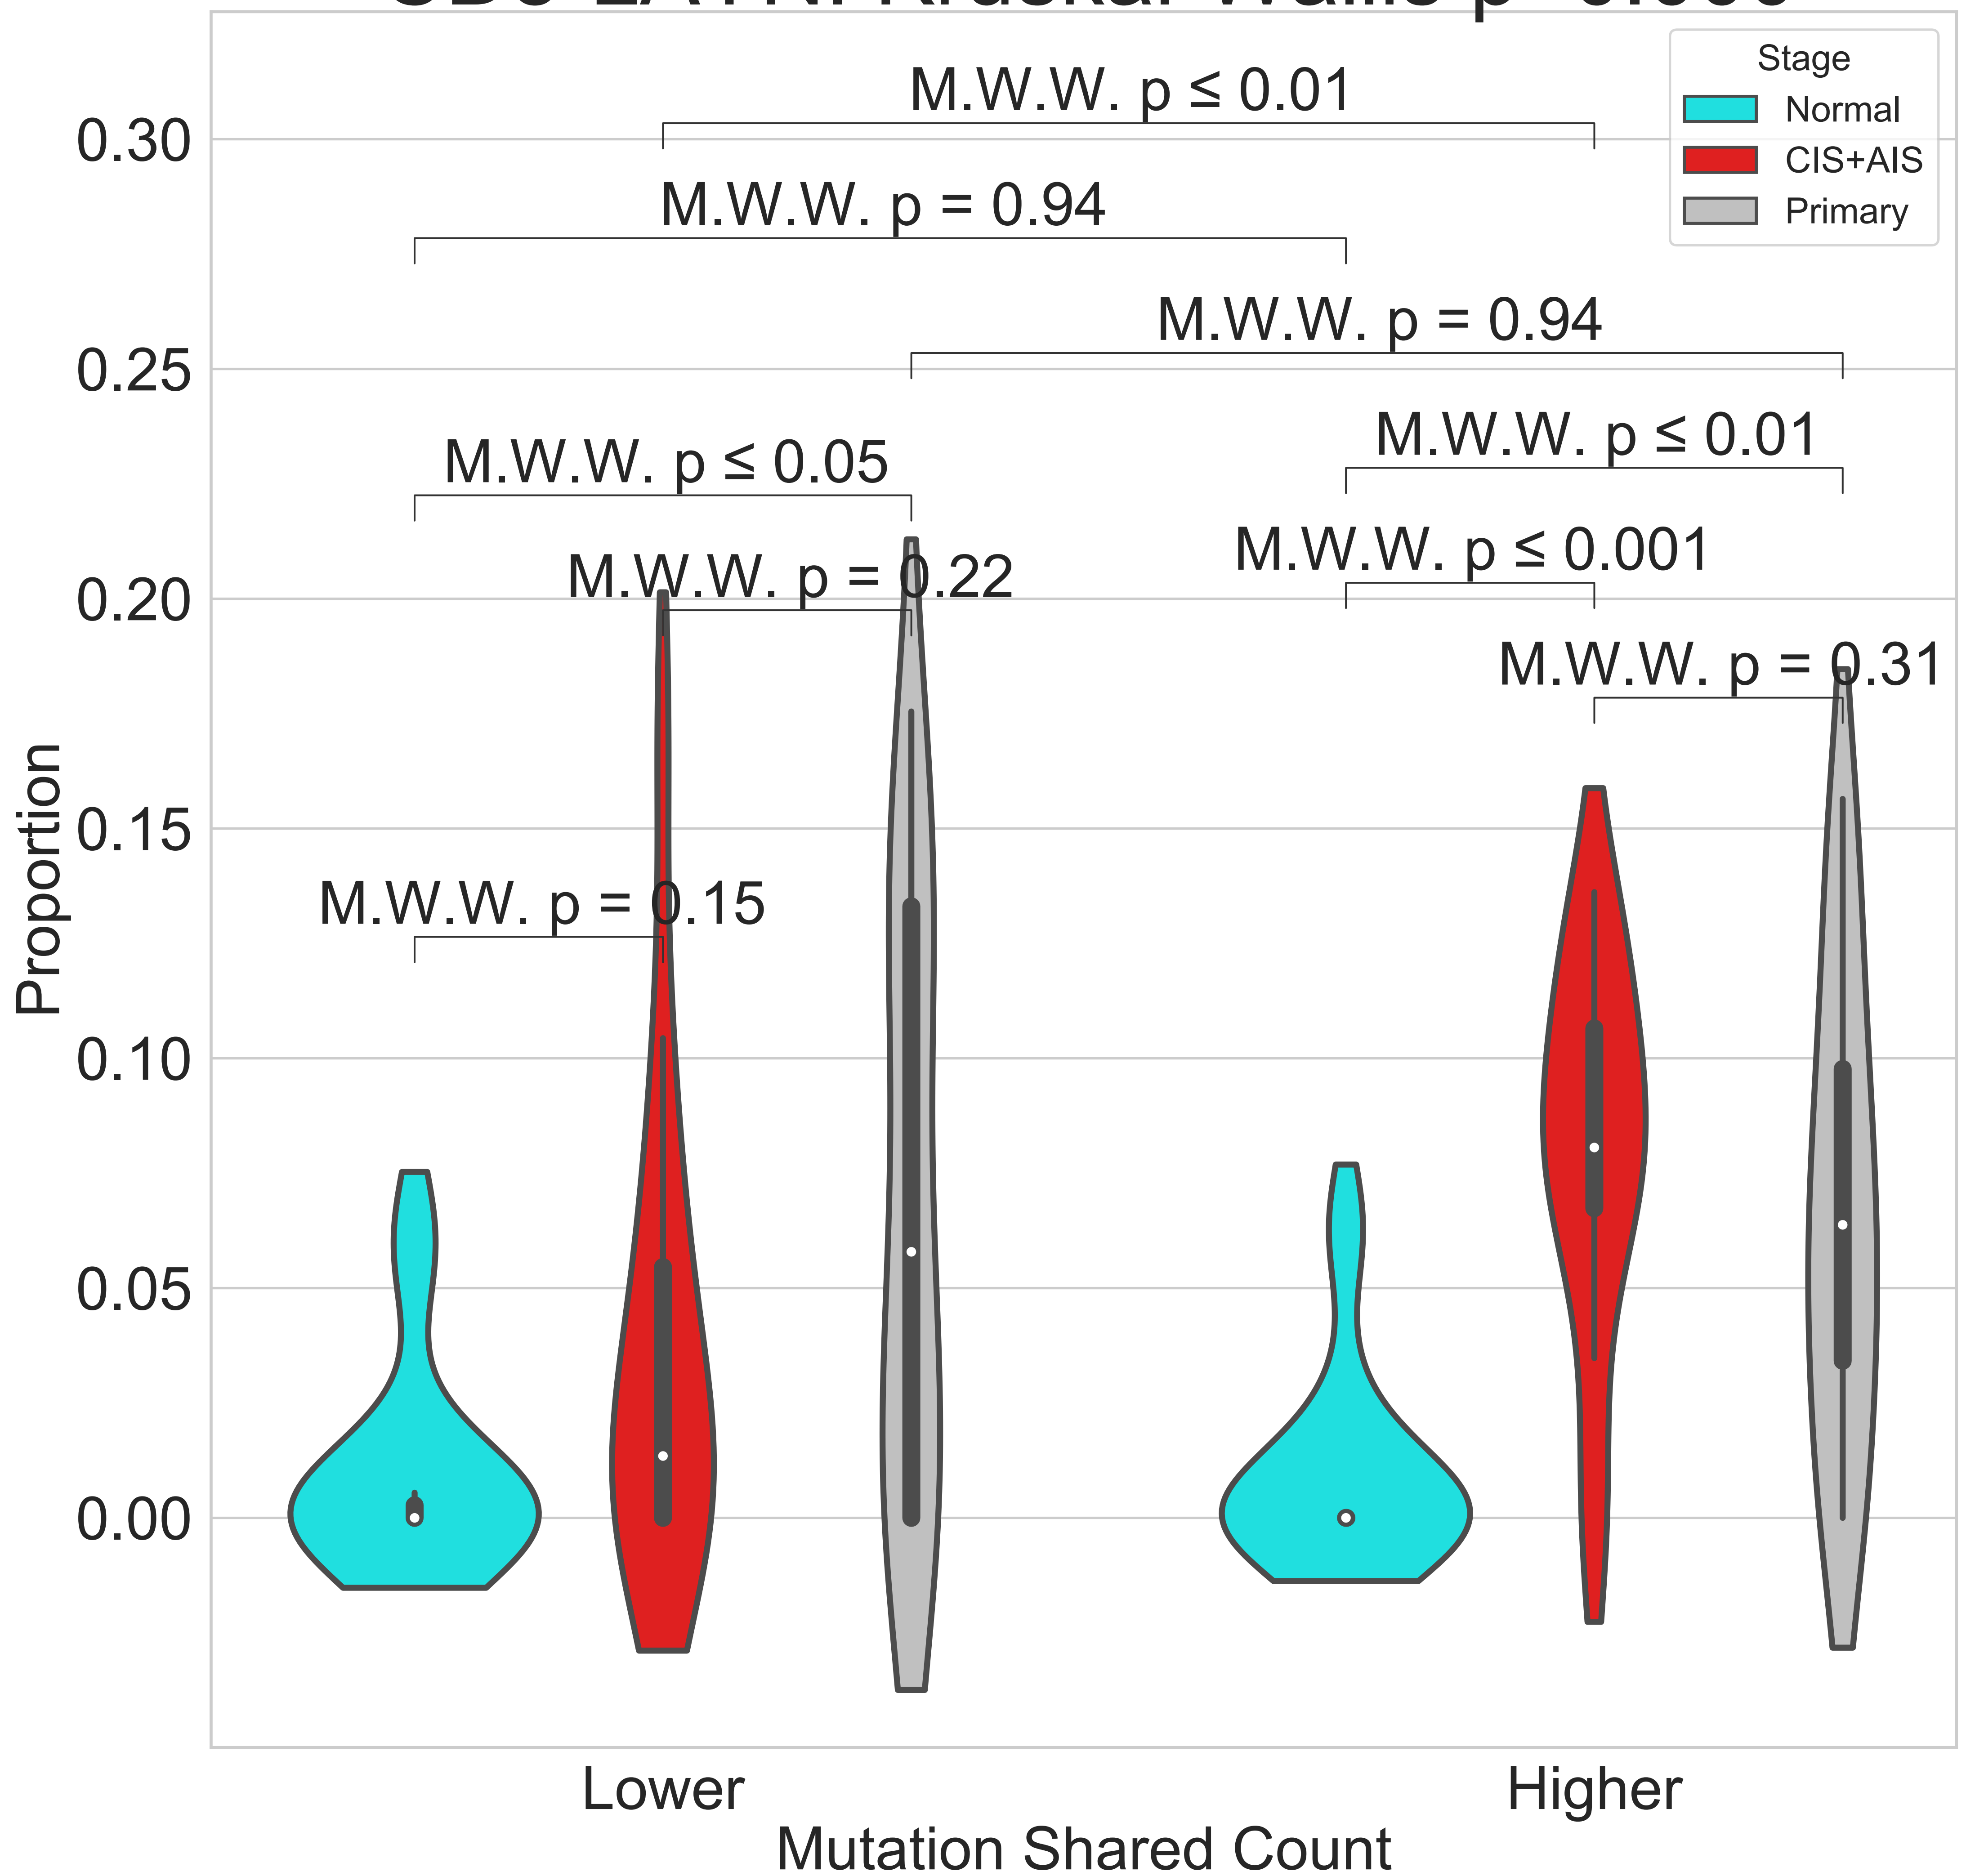 M.W.W. p ≤ 0.01
Stage
Normal
CIS+AIS
Primary
0.30
M.W.W. p = 0.94
M.W.W. p = 0.94
0.25
M.W.W. p ≤ 0.01
M.W.W. p ≤ 0.05
M.W.W. p ≤ 0.001
M.W.W. p = 0.22
0.20
M.W.W. p = 0.31
0.15
M.W.W. p = 0.15
0.10
0.05
0.00
Proportion
Lower
Higher
Mutation Shared Count